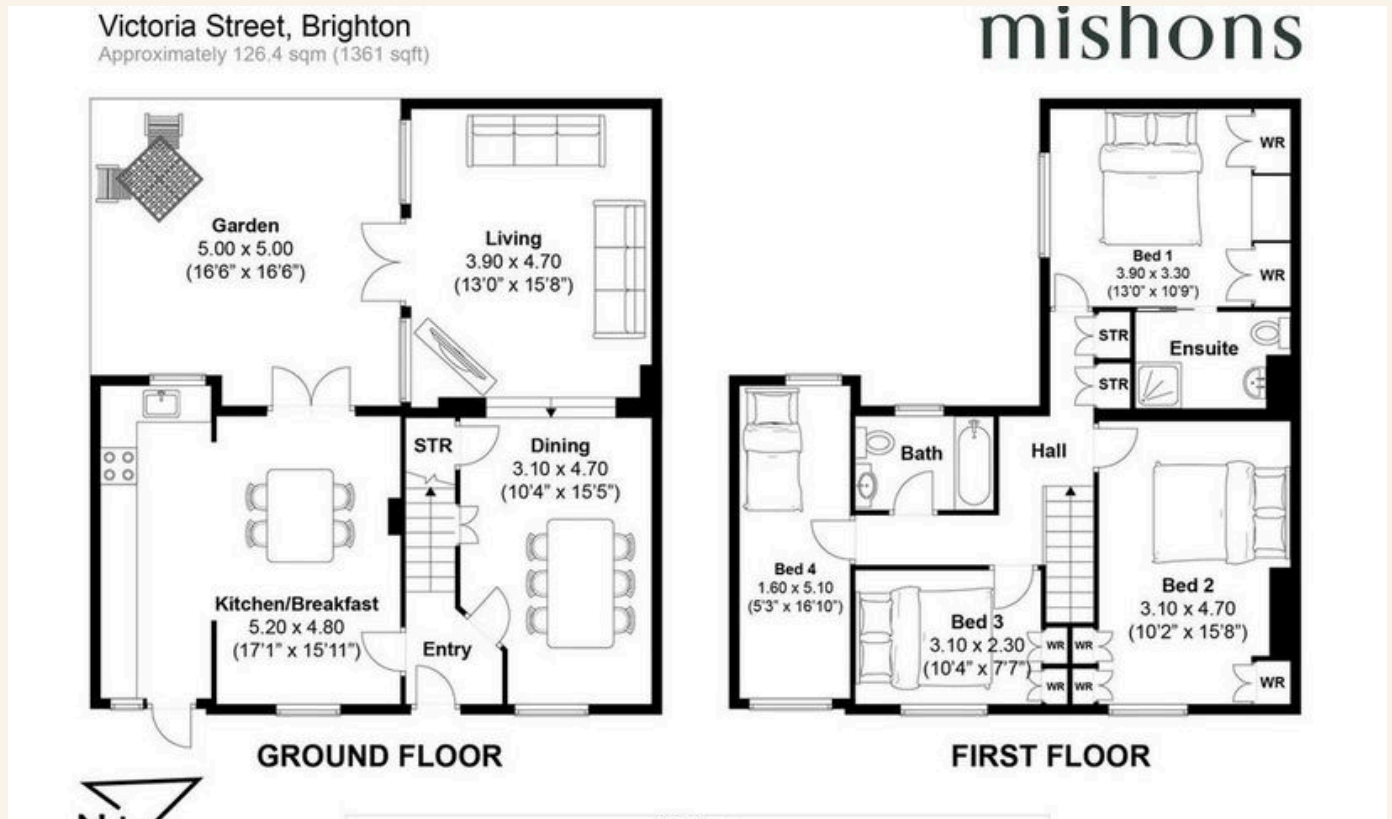 Victoria Street, Brighton
Approximately 126.4 sqm (1361 sqft)
mishons
Garden
5.00 x 5.00
(16'6" x 16'6")
Living
3.90 x 4.70
(13'0" x 15'8")
STR
Dining
3.10 x 4.70
(10'4" x 15'5")
Kitchen/Breakfast
5.20 x 4.80
(17'1" x 15'11")
Entry
GROUND FLOOR
WR
Bed 1
3.90 x 3.30
(13'0" x 10'9")
WR
STR
STR
Ensuite
Bath
Hall
Bed 4
1.60 x 5.10
(5'3" x 16'10")
Bed 3
3.10 x 2.30
(10'4" x 7'7")
WR WR
WR WR
Bed 2
3.10 x 4.70
(10'2" x 15'8")
WR
FIRST FLOOR